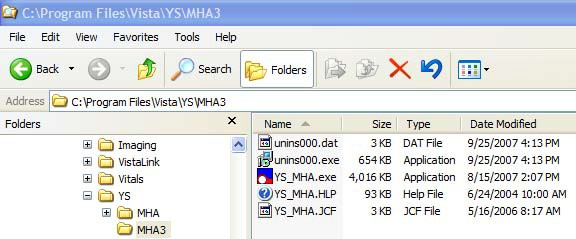 C:\Program Files\Vista\YS\MHA3
File Edit View Favorites Tools Help
Back Search Folders
Address C:\Program Files\Vista\YS\MHA3
Folders
Imaging
VistaLink
Vitals
YS
MHA
MHA3
Name Size Type Date Modified
unins000.dat 3 KB DAT File 9/25/2007 4:13 PM
unins000.exe 654 KB Application 9/25/2007 4:13 PM
YS_MHA.exe 4,016 KB Application 8/15/2007 2:07 PM
YS_MHA.HLP 93 KB Help File 6/24/2004 10:00 AM
YS_MHA.JCF 3 KB JCF File 5/16/2006 8:17 AM